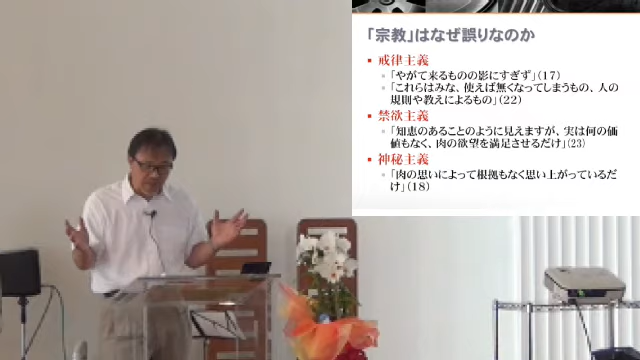 「宗教」はなぜ誤りなのか
戒律主義
「やがて来るものの影にすぎず」(17)
「これらはみな、使えば無くなってしまうもの、人の
規則や教えによるもの」(22)
禁欲主義
「知恵のあることのように見えますが、実は何の価
値もなく、肉の欲望を満足させるだけ」(23)
神秘主義
「肉の思いによって根拠もなく思い上がっているだ
け」(18)